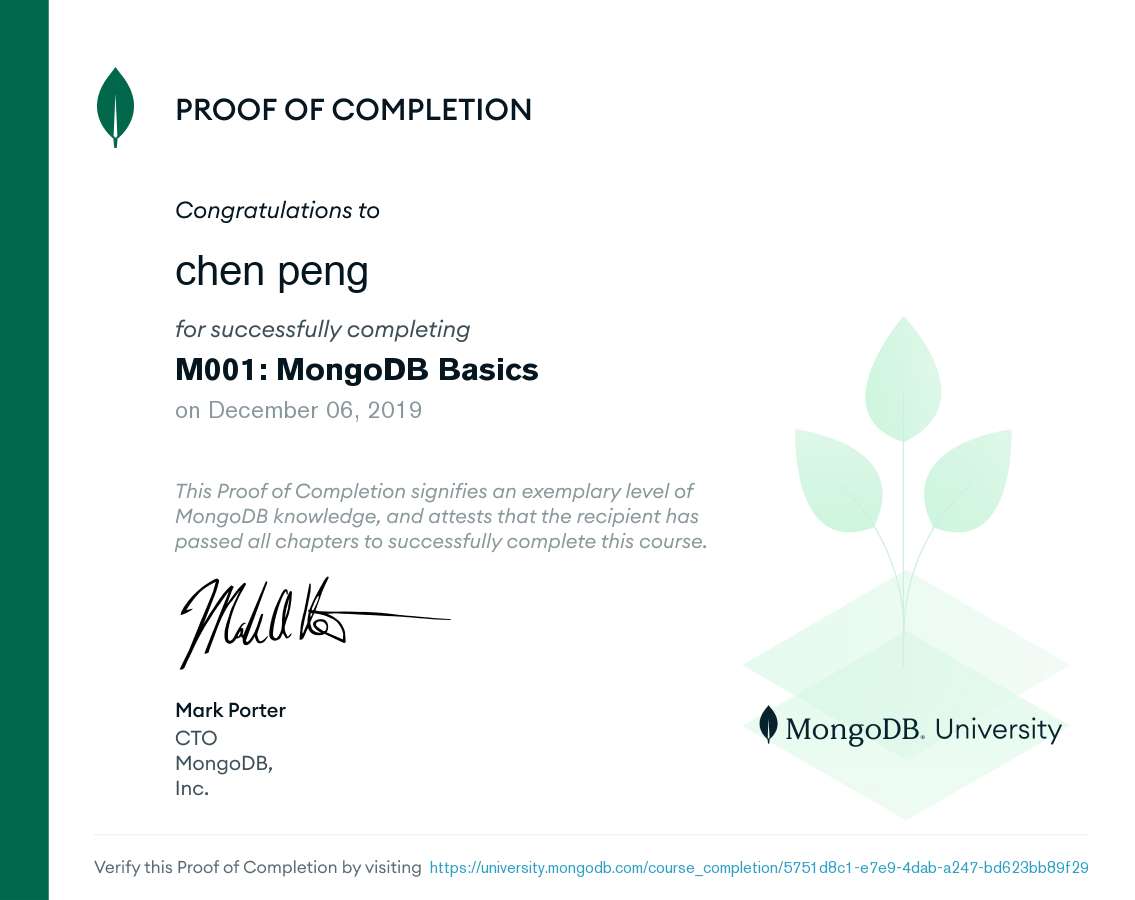 PROOF OF COMPLETION
Congratulations to
chen peng
for successfully completing
M001: MongoDB Basics
on December 06, 2019
This Proof of Completion signifies an exemplary level of
MongoDB knowledge, and attests that the recipient has
passed all chapters to successfully complete this course.
Mark Porter
CTO
MongoDB,
Inc.
MongoDB. University
Verify this Proof of Completion by visiting https://university.mongodb.com/course_completion/5751d8c1-e7e9-4dab-a247-bd623bb89f29